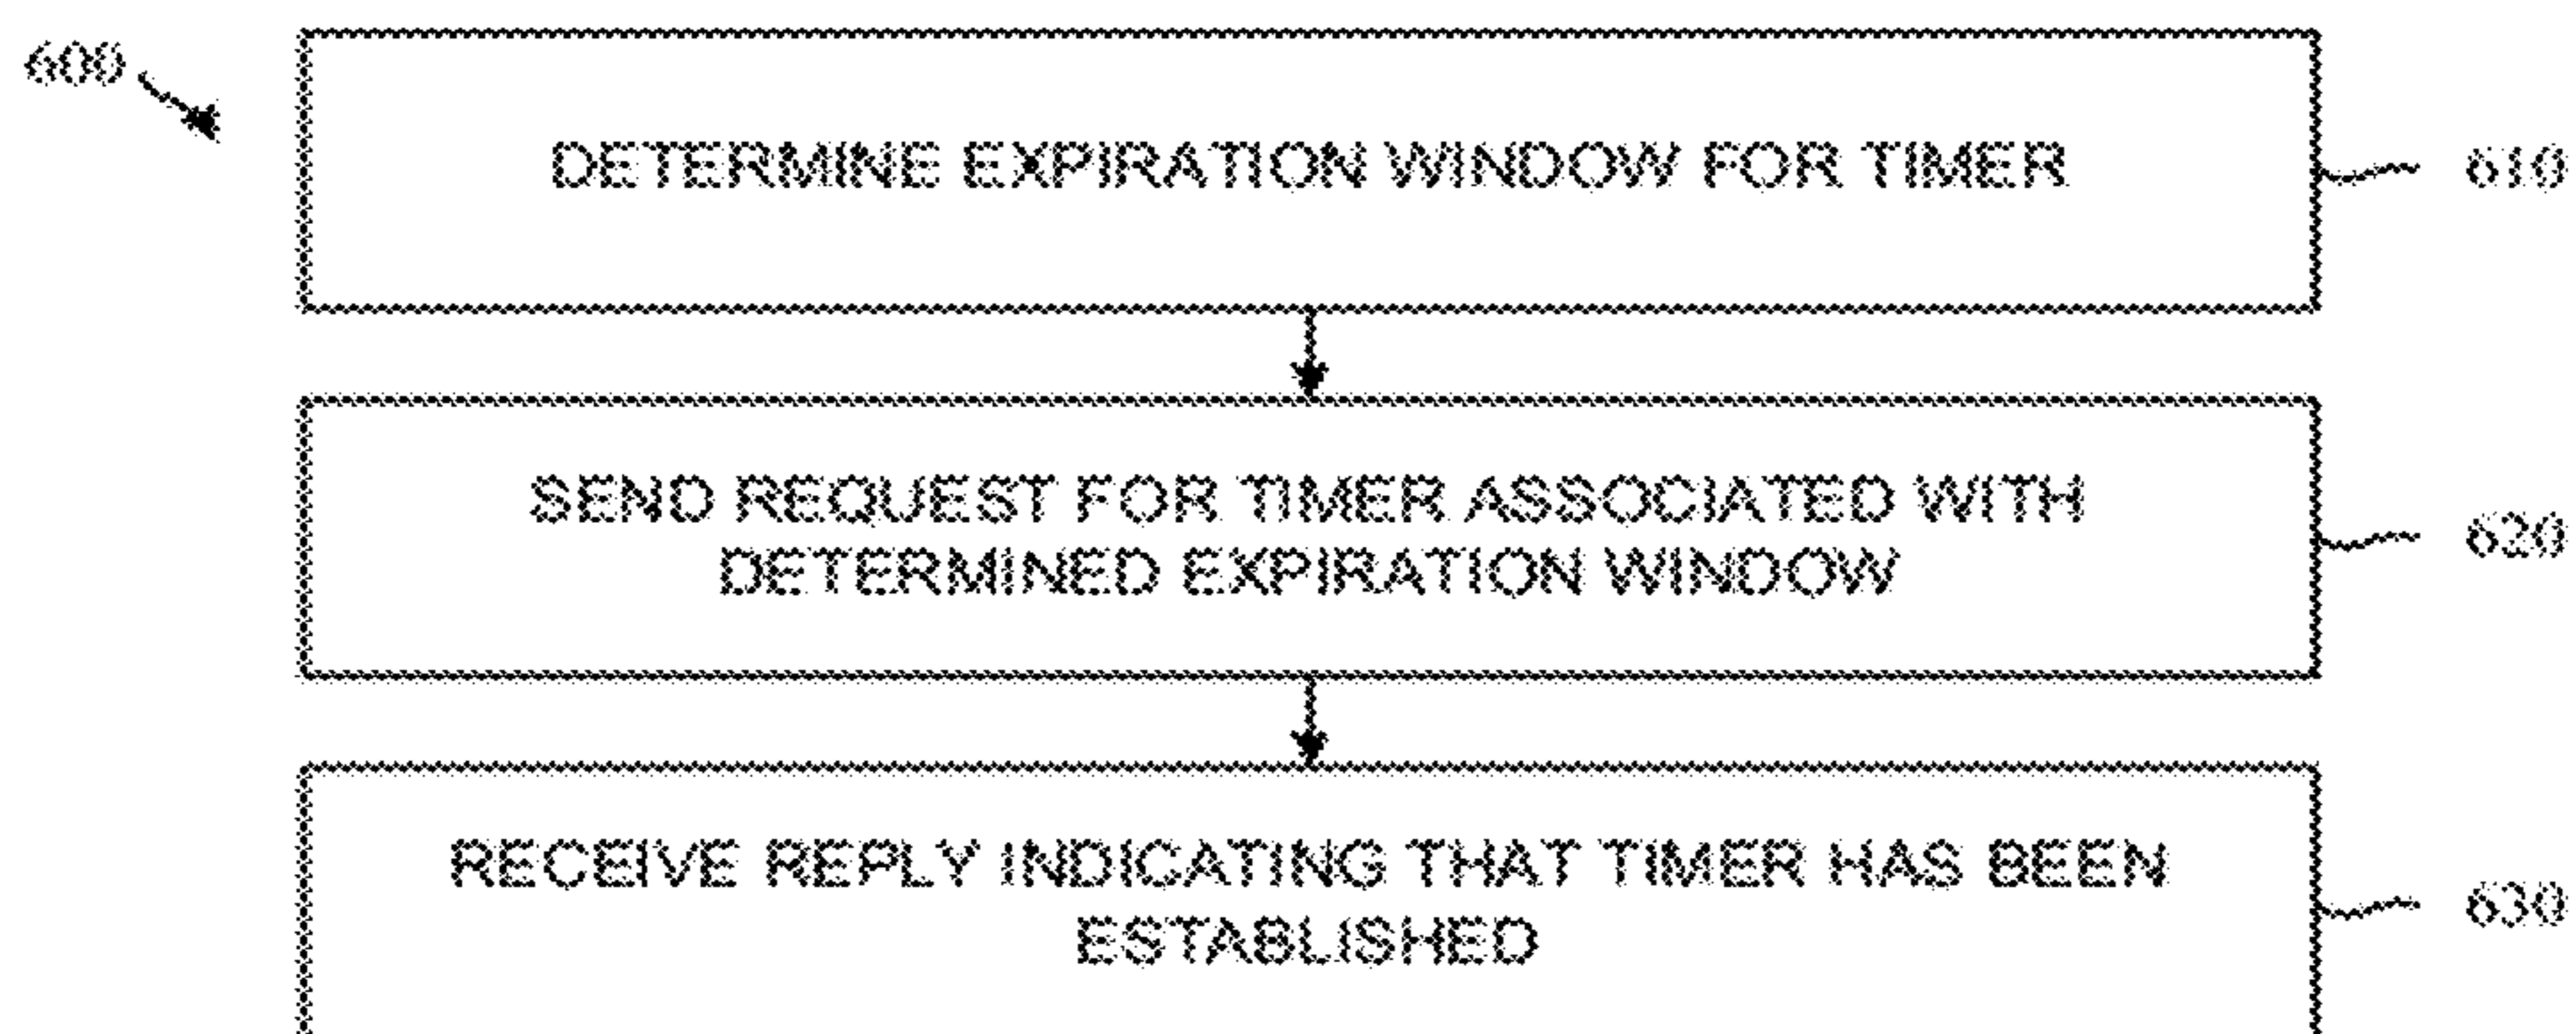 600
DETERMINE EXPIRATION WINDOW FOR TIMER
610
SEND REQUEST FOR TIMER ASSOCIATED WITH
DETERMINED EXPIRATION WINDOW
620
RECEIVE REPLY INDICATING THAT TIMER HAS BEEN
ESTABLISHED
630